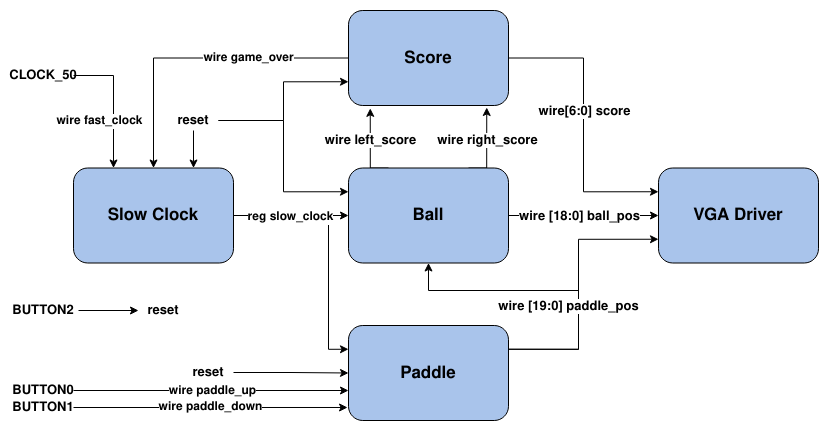 Score
wire game_over
CLOCK_50
wire[6:0] score
wire fast_clock
reset
wire left_score
wire right_score
Slow Clock
reg slow_clock
Ball
wire [18:0] ball_pos
VGA Driver
wire [19:0] paddle_pos
BUTTON2
reset
reset
Paddle
BUTTON0
wire paddle_up
BUTTON1
wire paddle_down